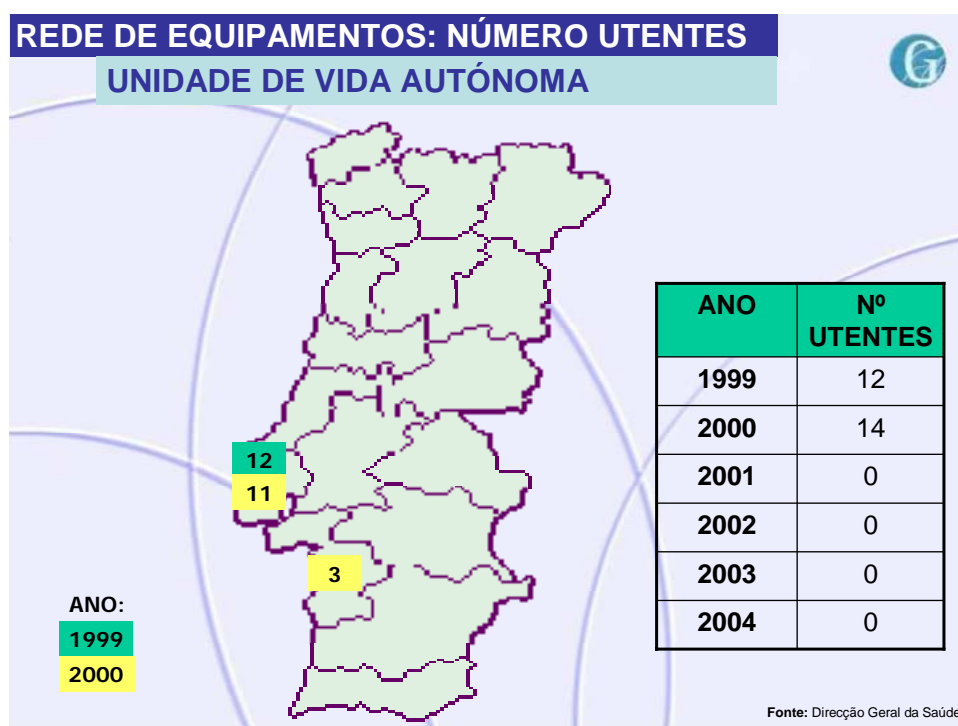 REDE DE EQUIPAMENTOS: NÚMERO UTENTES
UNIDADE DE VIDA AUTÓNOMA
G
ANO Nº UTENTES
1999 12
2000 14
2001 0
2002 0
2003 0
2004 0
12
11
3
ANO:
1999
2000
Fonte: Direcção Geral da Saúde